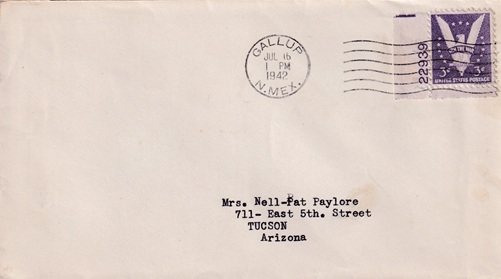 GALLUP
JUL 16
1 PM
1942
N.MEX.
22939
WIN THE WAR
3¢ 3¢
UNITED STATES POSTAGE
Mrs. Nell-Pat Paylore
711- East 5th. Street
TUCSON
Arizona